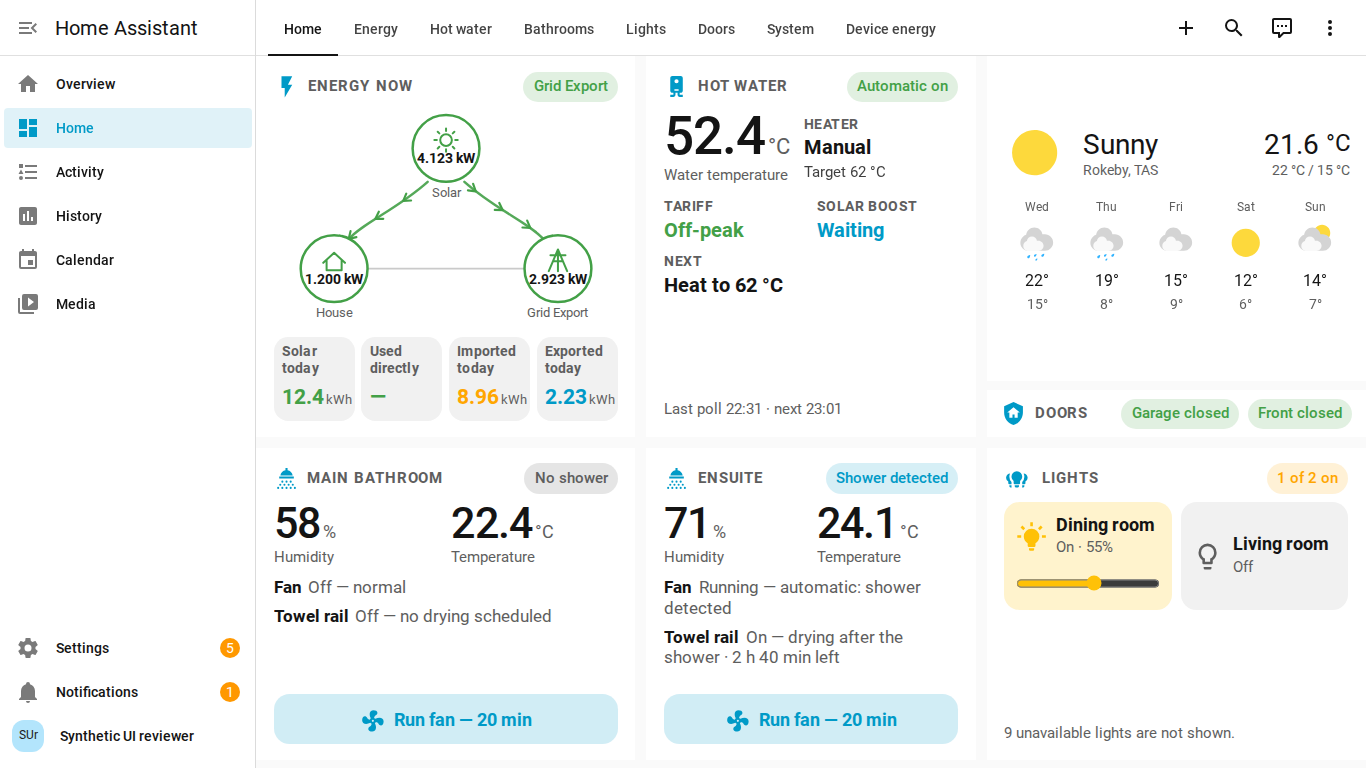 Home Assistant
Overview
Home
Activity
History
Calendar
Media
Settings 5
Notifications 1
SUr Synthetic UI reviewer
Home Energy Hot water Bathrooms Lights Doors System Device energy
ENERGY NOW Grid Export
4.123 kW
Solar
1.200 kW
House
2.923 kW
Grid Export
Solar today
12.4 kWh
Used directly
—
Imported today
8.96 kWh
Exported today
2.23 kWh
HOT WATER Automatic on
52.4 °C
Water temperature
HEATER
Manual
Target 62 °C
TARIFF
Off-peak
SOLAR BOOST
Waiting
NEXT
Heat to 62 °C
Last poll 22:31 · next 23:01
Sunny
Rokeby, TAS
21.6 °C
22 °C / 15 °C
Wed Thu Fri Sat Sun
22° 19° 15° 12° 14°
15° 8° 9° 6° 7°
DOORS Garage closed Front closed
MAIN BATHROOM No shower
58 % 22.4 °C
Humidity Temperature
Fan Off — normal
Towel rail Off — no drying scheduled
Run fan — 20 min
ENSUITE Shower detected
71 % 24.1 °C
Humidity Temperature
Fan Running — automatic: shower
detected
Towel rail On — drying after the
shower · 2 h 40 min left
Run fan — 20 min
LIGHTS 1 of 2 on
Dining room
On · 55%
Living room
Off
9 unavailable lights are not shown.